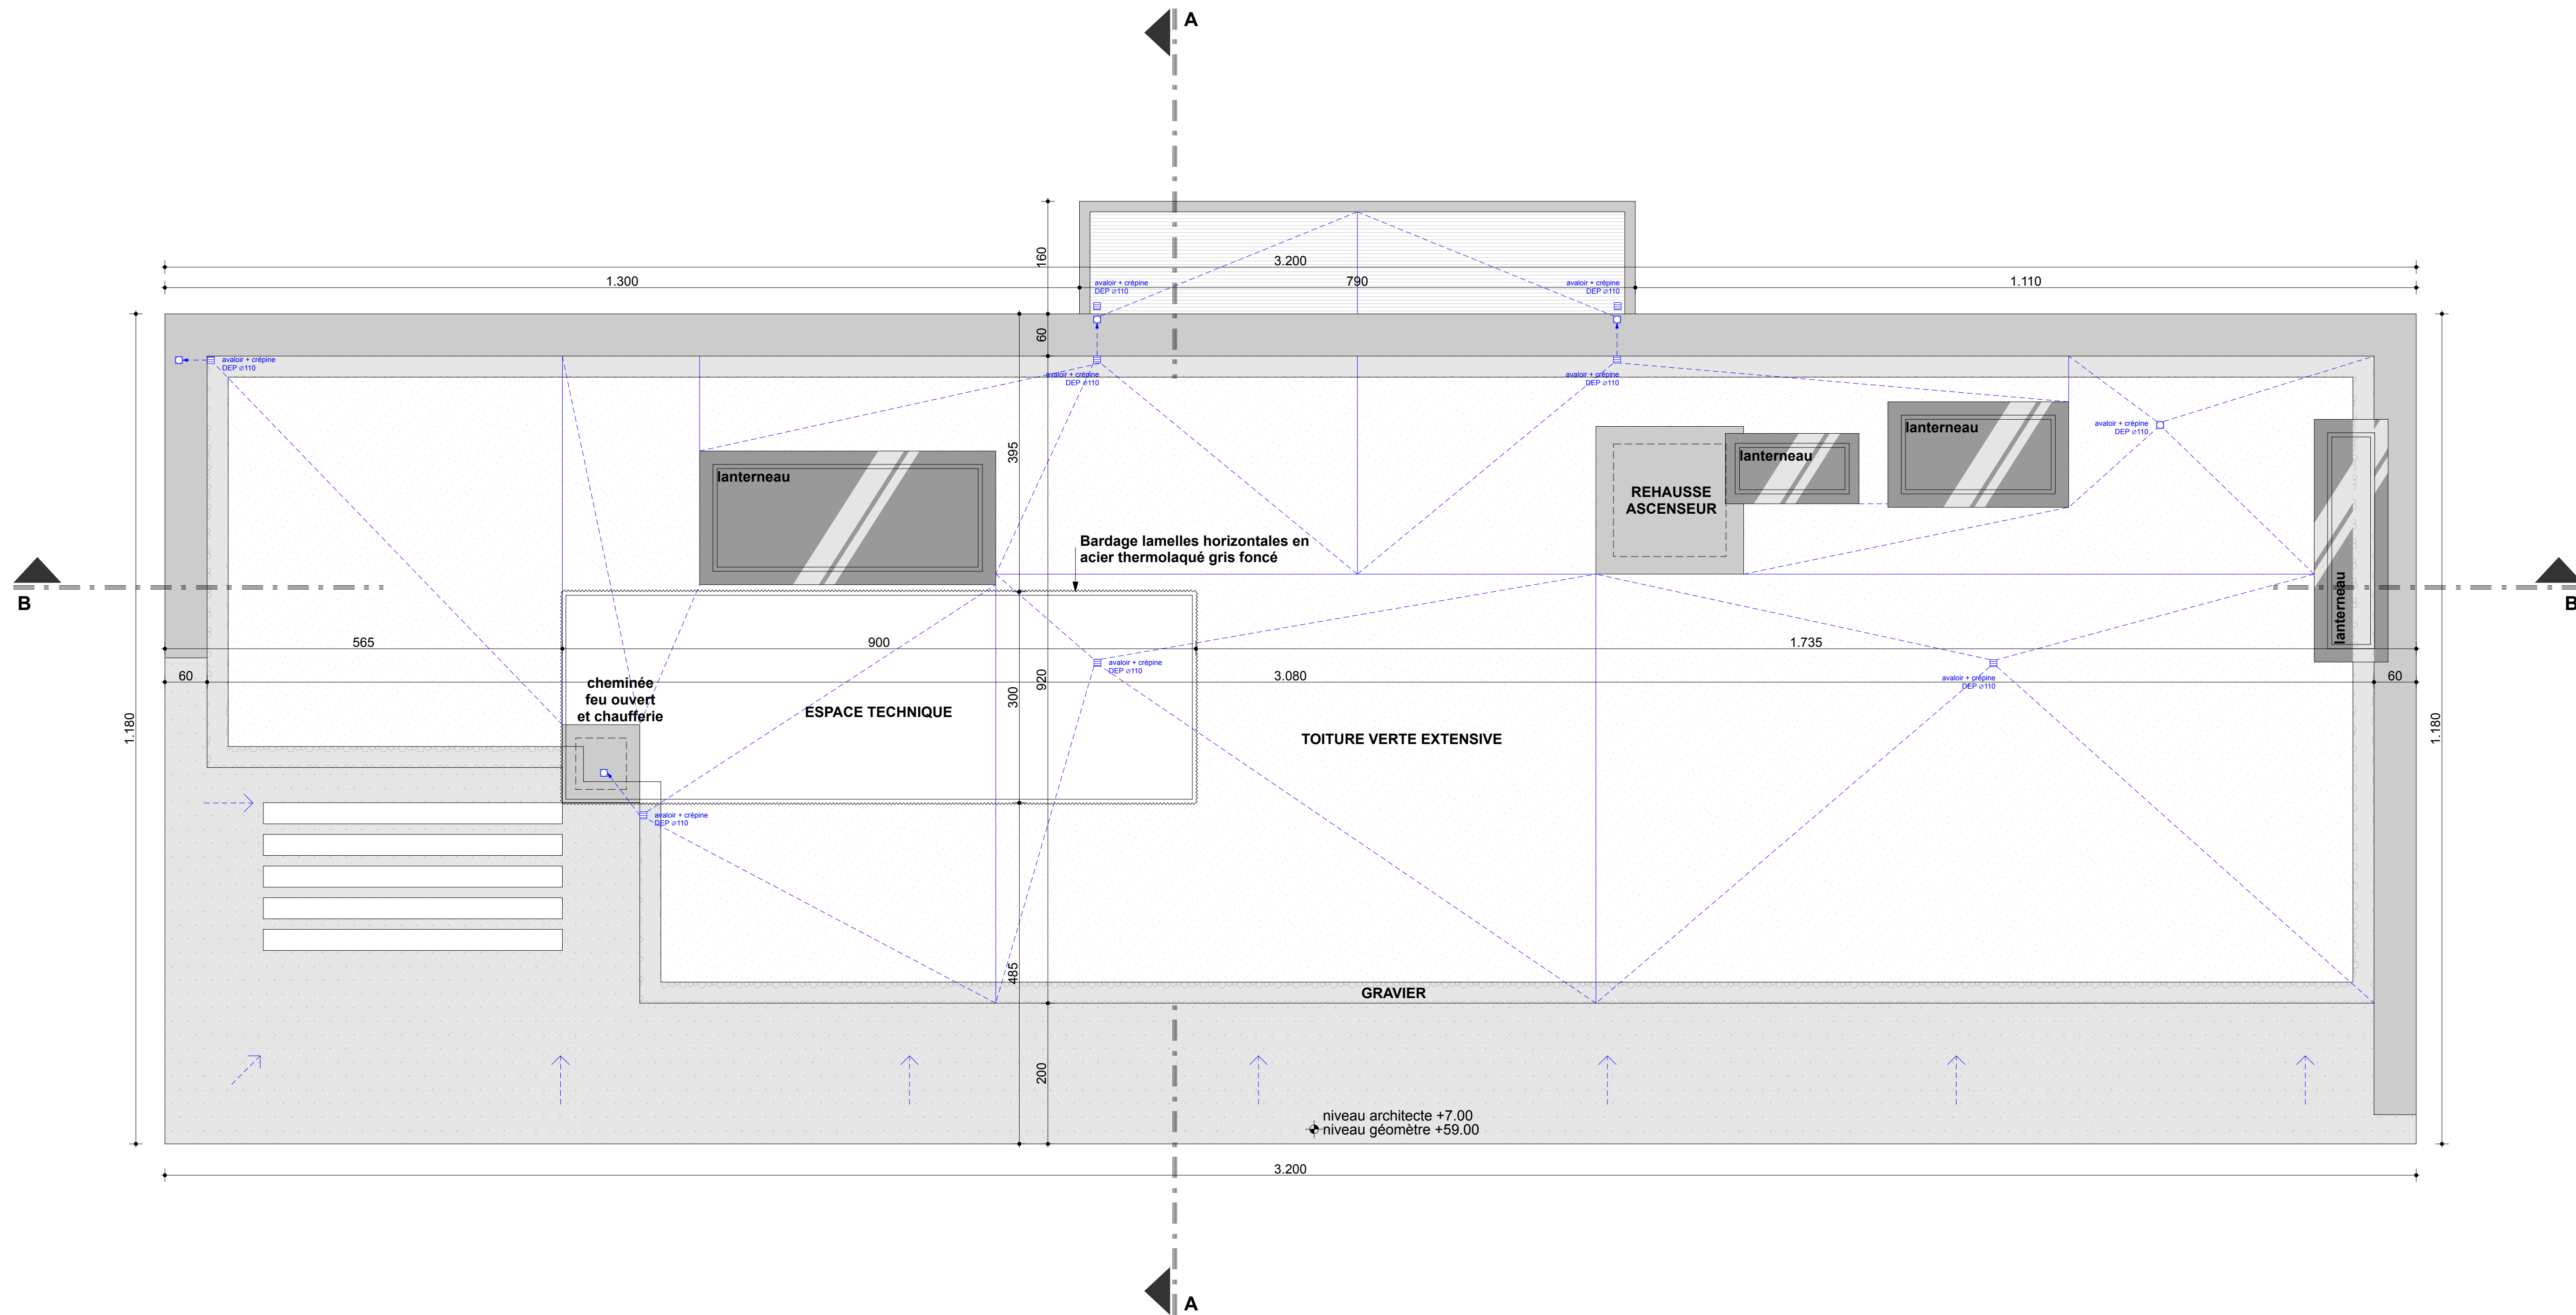 A
160
3.200
1.300
790
1.110
avaloir + crépine
DEP ⌀110
avaloir + crépine
DEP ⌀110
60
avaloir + crépine
DEP ⌀110
avaloir + crépine
DEP ⌀110
avaloir + crépine
DEP ⌀110
avaloir + crépine
DEP ⌀110
395
lanterneau
lanterneau
lanterneau
lanterneau
REHAUSSE
ASCENSEUR
Bardage lamelles horizontales en
acier thermolaqué gris foncé
B
B
565
900
1.735
60
3.080
60
avaloir + crépine
DEP ⌀110
avaloir + crépine
DEP ⌀110
cheminée
feu ouvert
et chaufferie
300
920
ESPACE TECHNIQUE
TOITURE VERTE EXTENSIVE
1.180
1.180
avaloir + crépine
DEP ⌀110
485
GRAVIER
200
niveau architecte +7.00
niveau géomètre +59.00
3.200
A